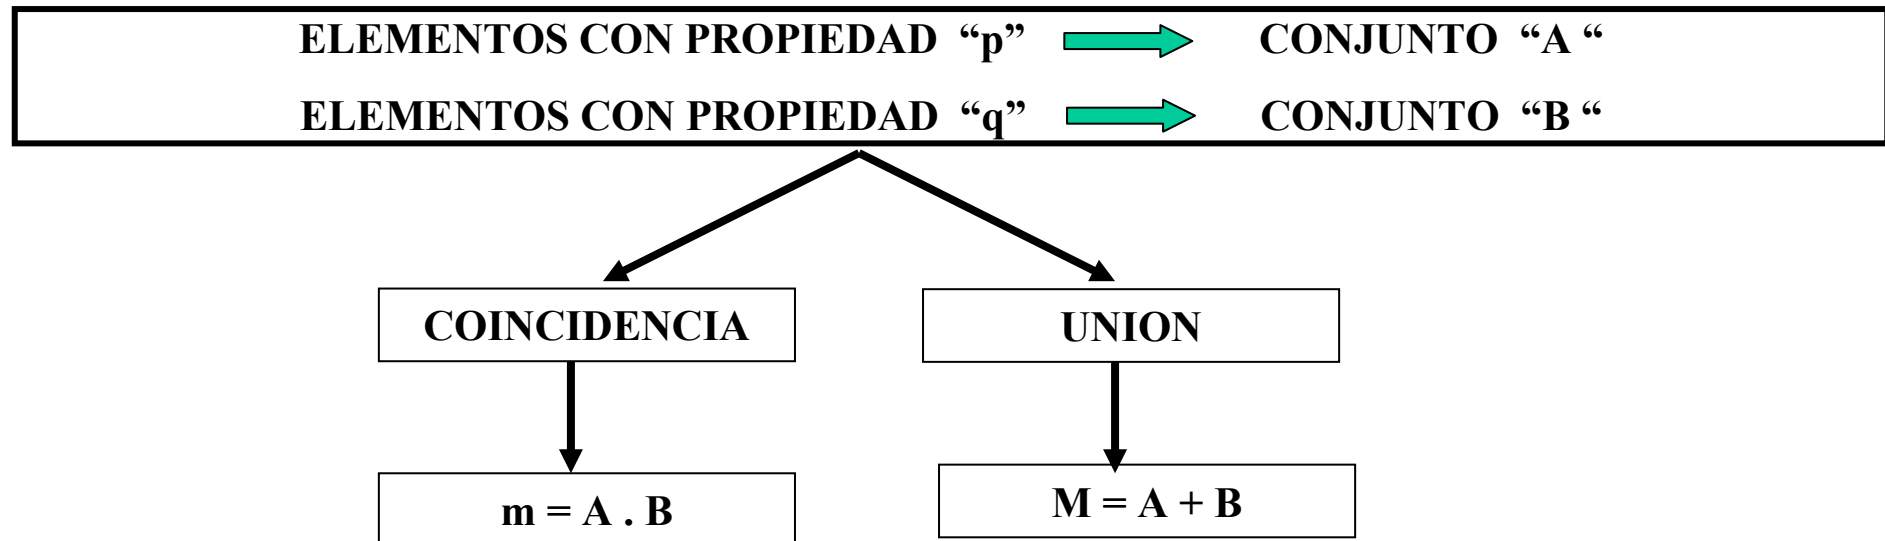 ELEMENTOS CON PROPIEDAD “p” CONJUNTO “A “
ELEMENTOS CON PROPIEDAD “q” CONJUNTO “B “
COINCIDENCIA
UNION
m = A . B
M = A + B